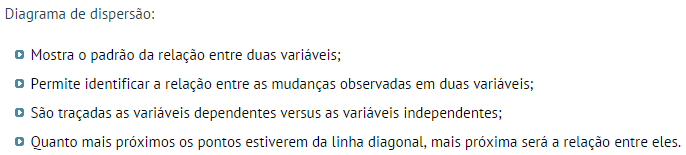 Diagrama de dispersão:
Mostra o padrão da relação entre duas variáveis;
Permite identificar a relação entre as mudanças observadas em duas variáveis;
São traçadas as variáveis dependentes versus as variáveis independentes;
Quanto mais próximos os pontos estiverem da linha diagonal, mais próxima será a relação entre eles.